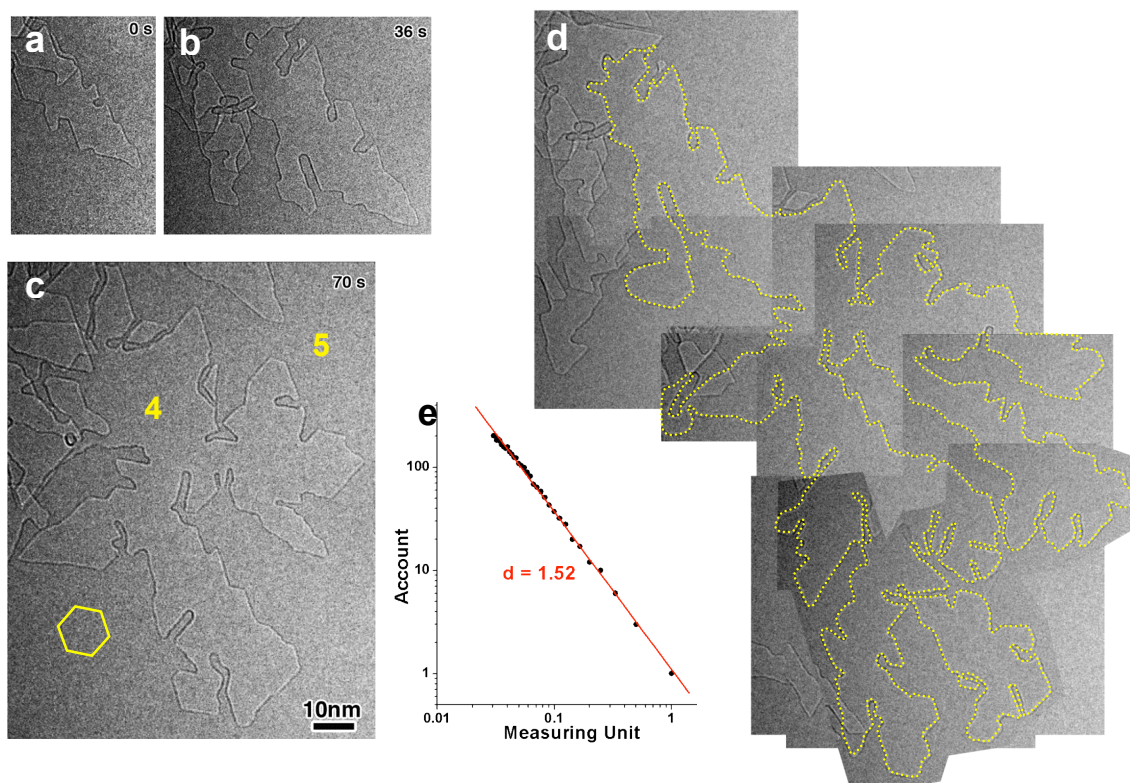 a
0 s
b
36 s
c
70 s
5
4
10nm
d
e
100
10
1
Account
d = 1.52
0.01
0.1
1
Measuring Unit